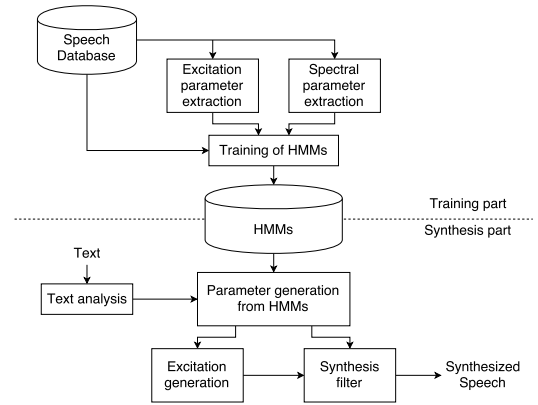 Speech
Database
Excitation
parameter
extraction
Spectral
parameter
extraction
Training of HMMs
Training part
HMMs
Synthesis part
Text
Text analysis
Parameter generation
from HMMs
Excitation
generation
Synthesis
filter
Synthesized
Speech